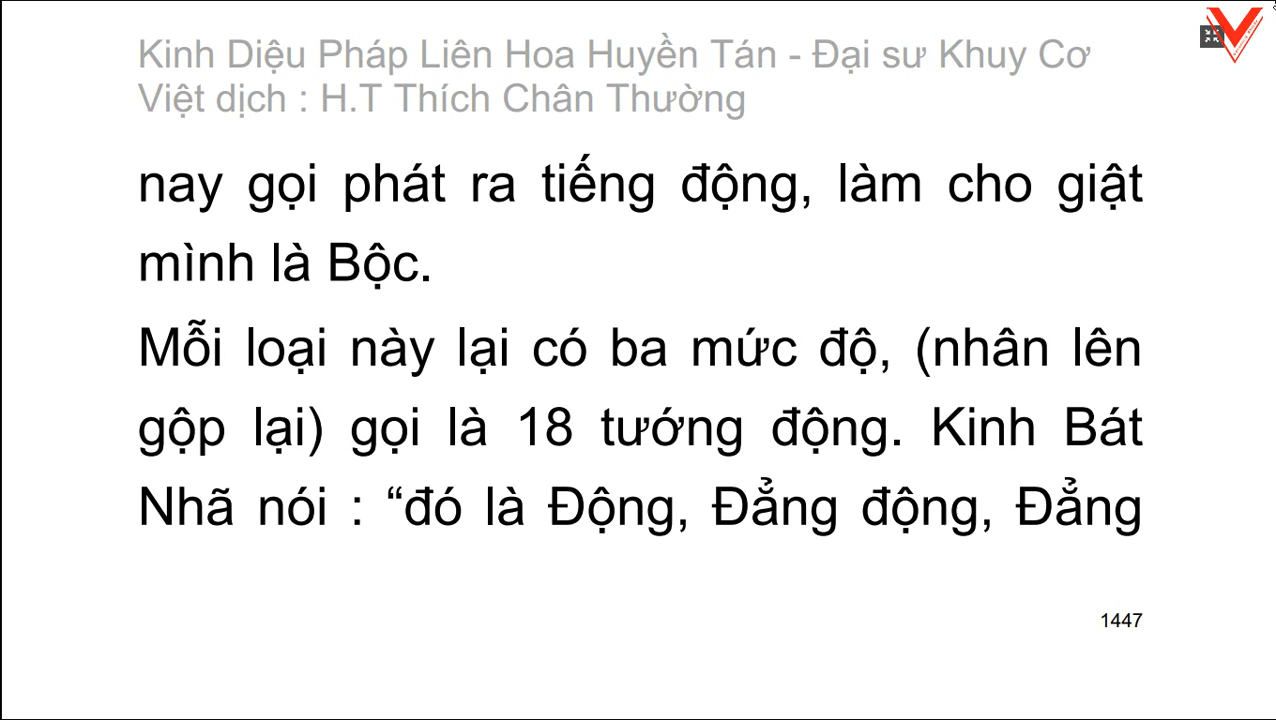 Kinh Diệu Pháp Liên Hoa Huyền Tán - Đại sư Khuy Cơ
Việt dịch : H.T Thích Chân Thường
nay gọi phát ra tiếng động, làm cho giật
mình là Bộc.
Mỗi loại này lại có ba mức độ, (nhân lên
gộp lại) gọi là 18 tướng động. Kinh Bát
Nhã nói : “đó là Động, Đẳng động, Đẳng
1447